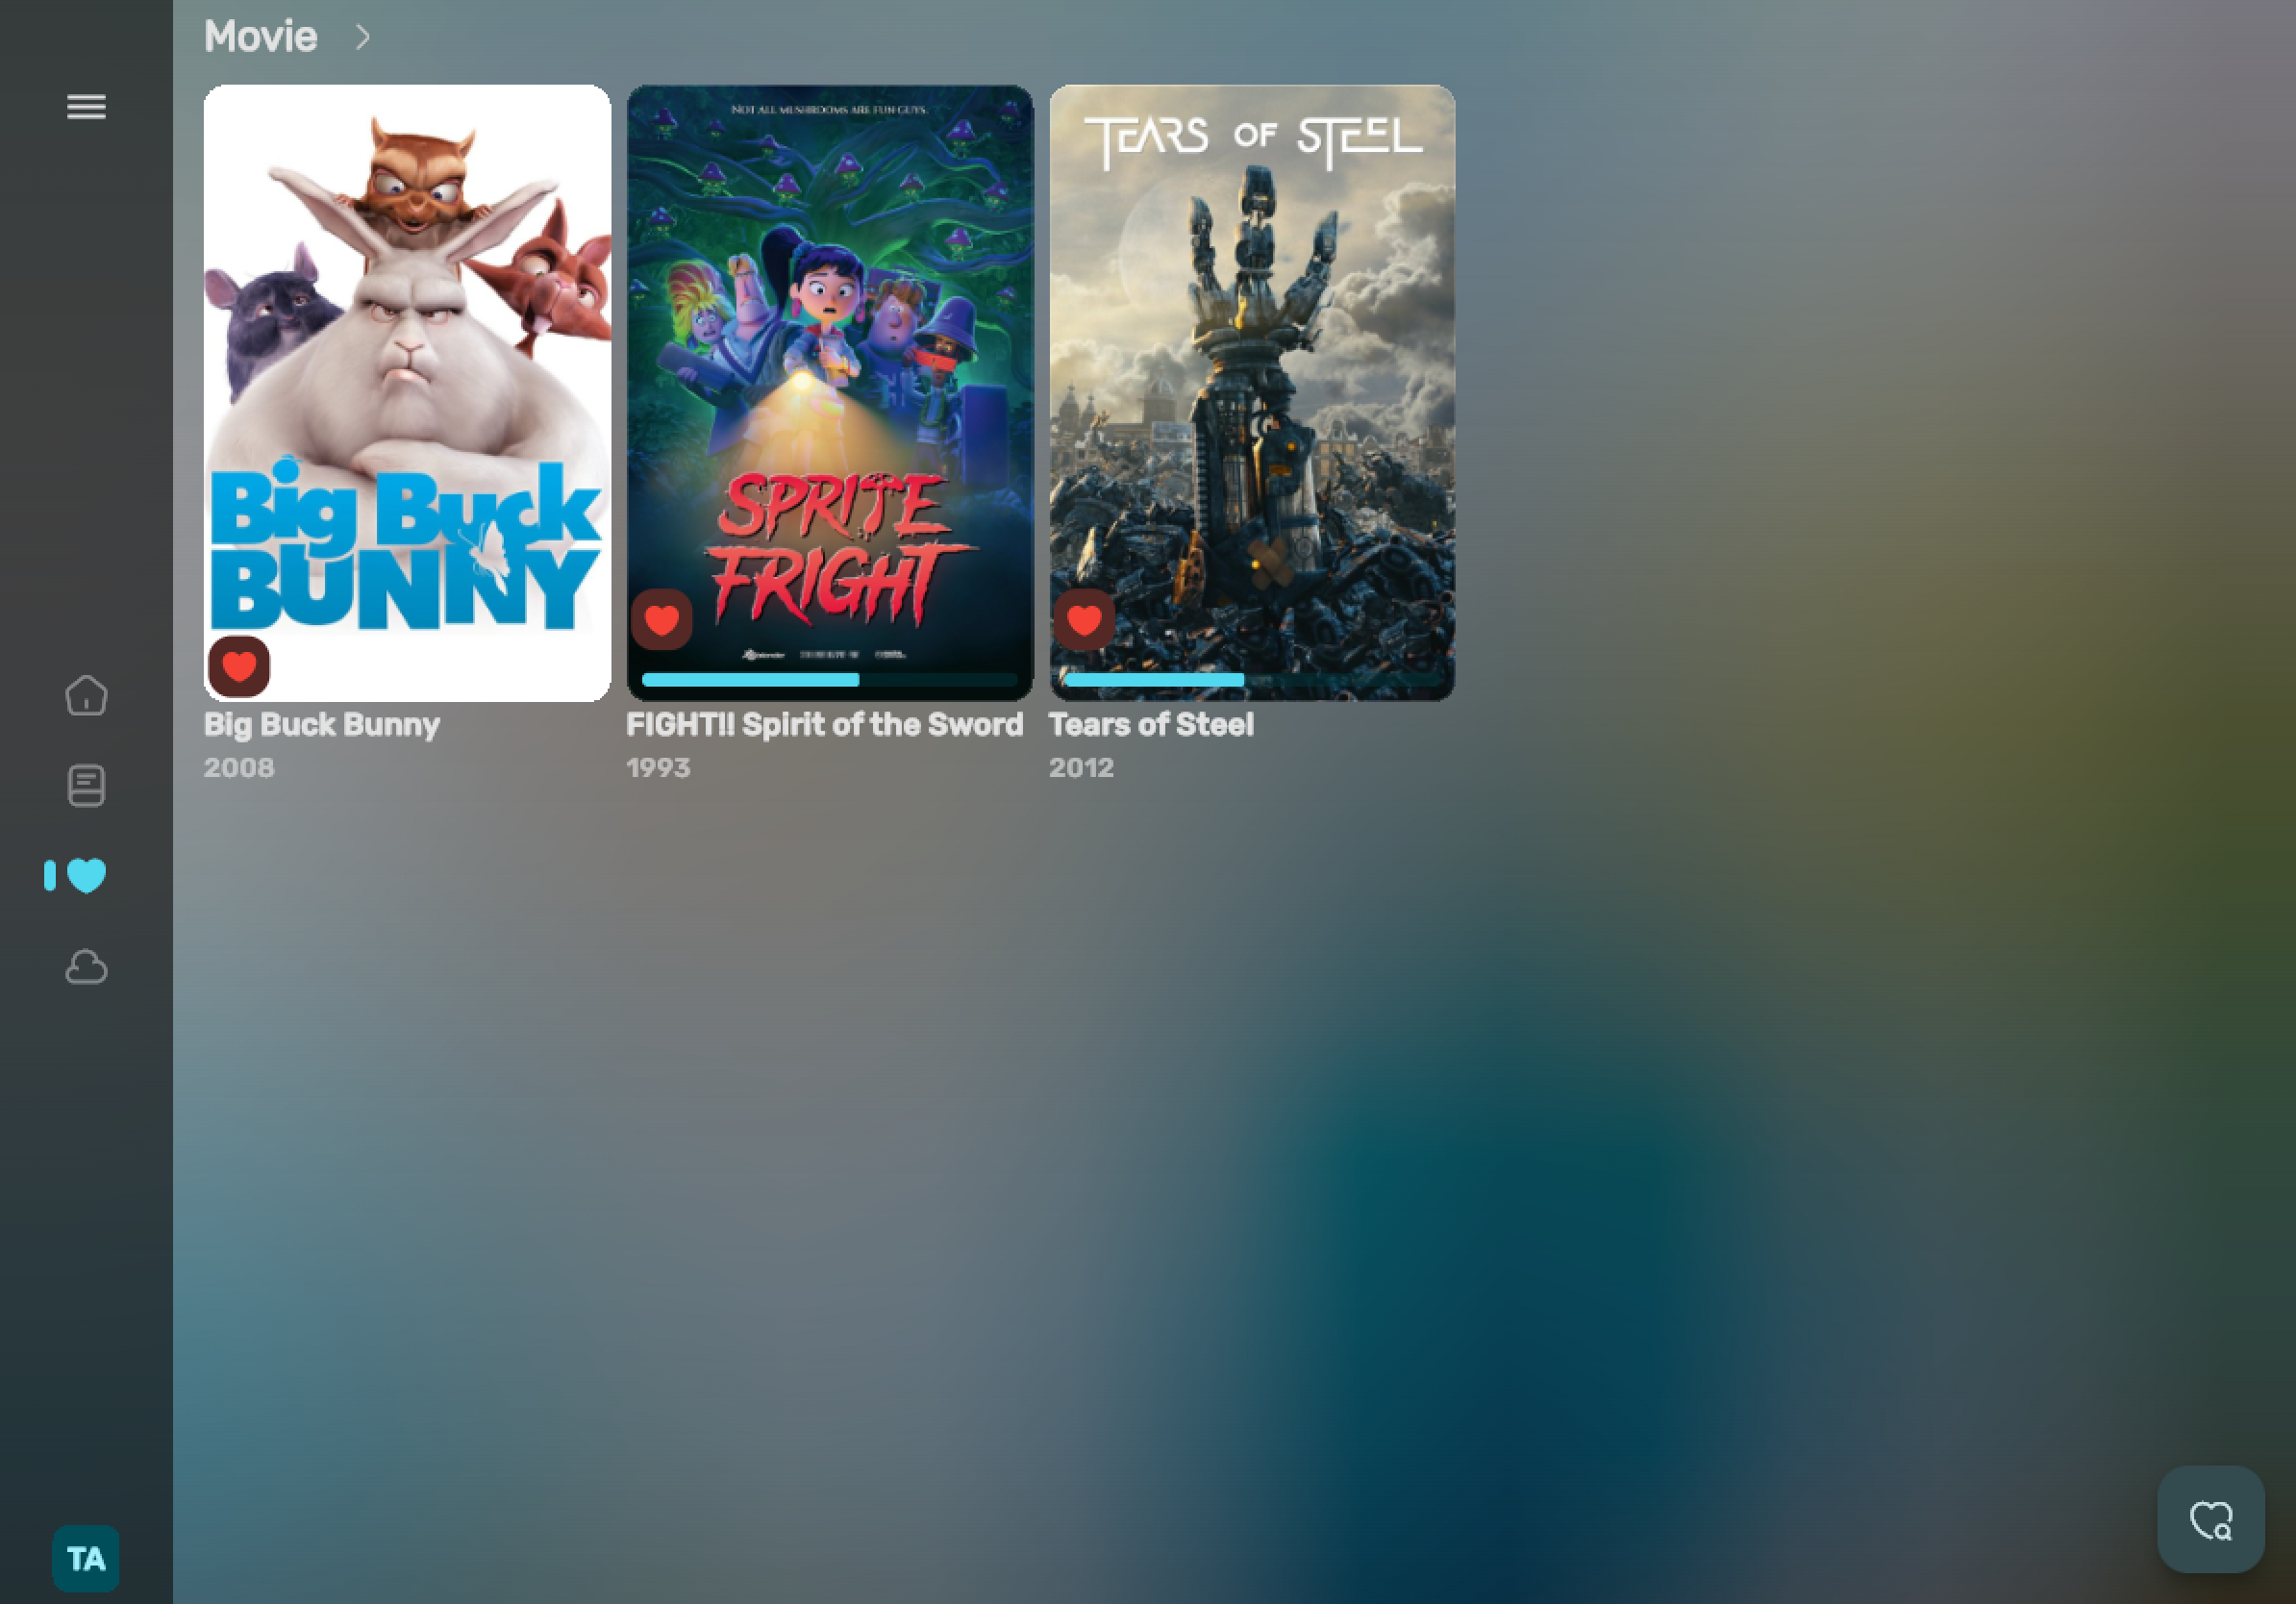 Movie
NOT ALL MUSHROOMS ARE FUN GUYS.
TEARS OF STEEL
Big Buck
BUNNY
SPRITE
FRIGHT
blender
Big Buck Bunny
2008
FIGHT!! Spirit of the Sword
1993
Tears of Steel
2012
TA